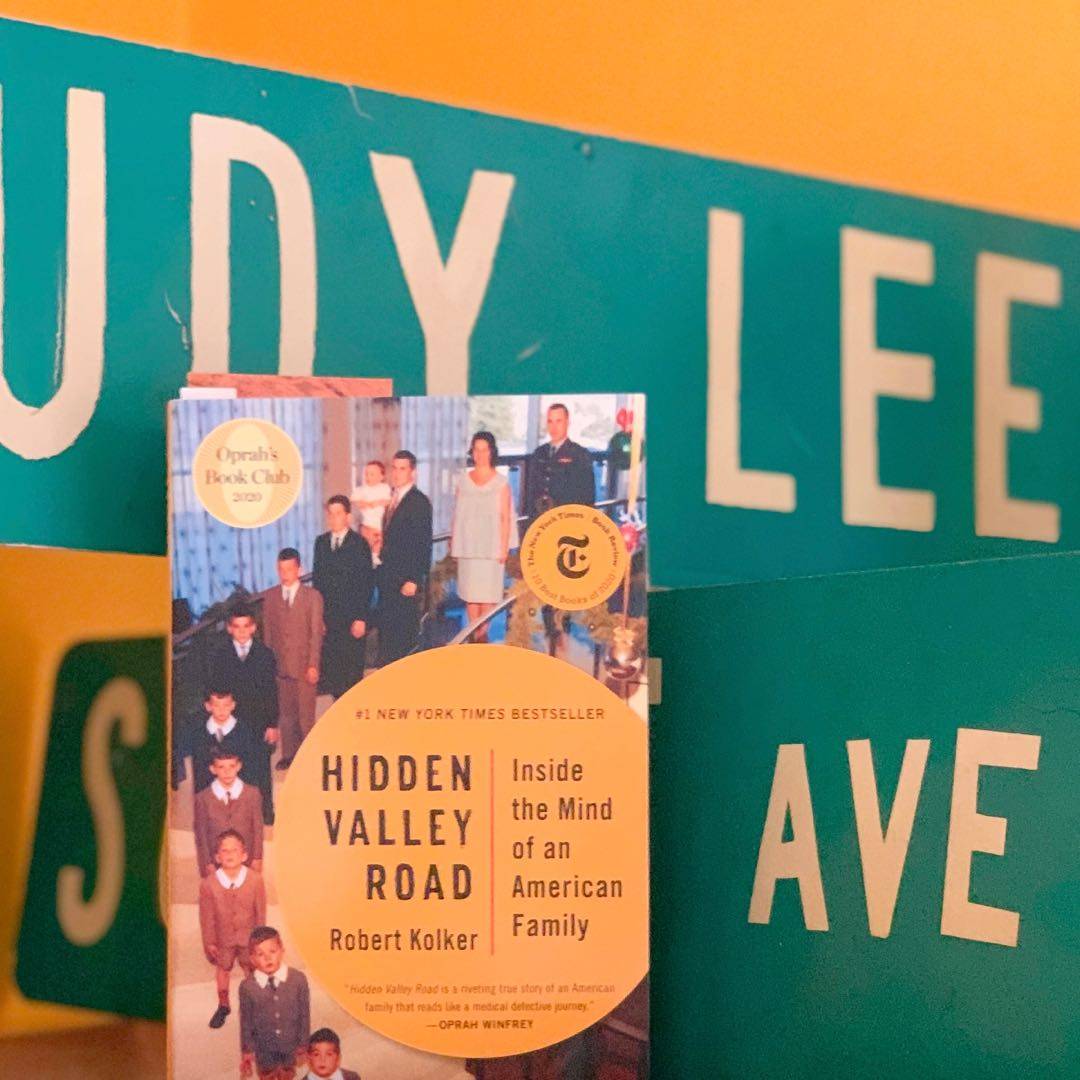 UDY LEE
S
AVE
Oprah's
Book Club
2020
The New York Times Book Review
T
10 Best Books of 2020
#1 NEW YORK TIMES BESTSELLER
HIDDEN
VALLEY
ROAD
Robert Kolker
Inside
the Mind
of an
American
Family
"Hidden Valley Road is a riveting true story of an American
family that reads like a medical detective journey."
—OPRAH WINFREY